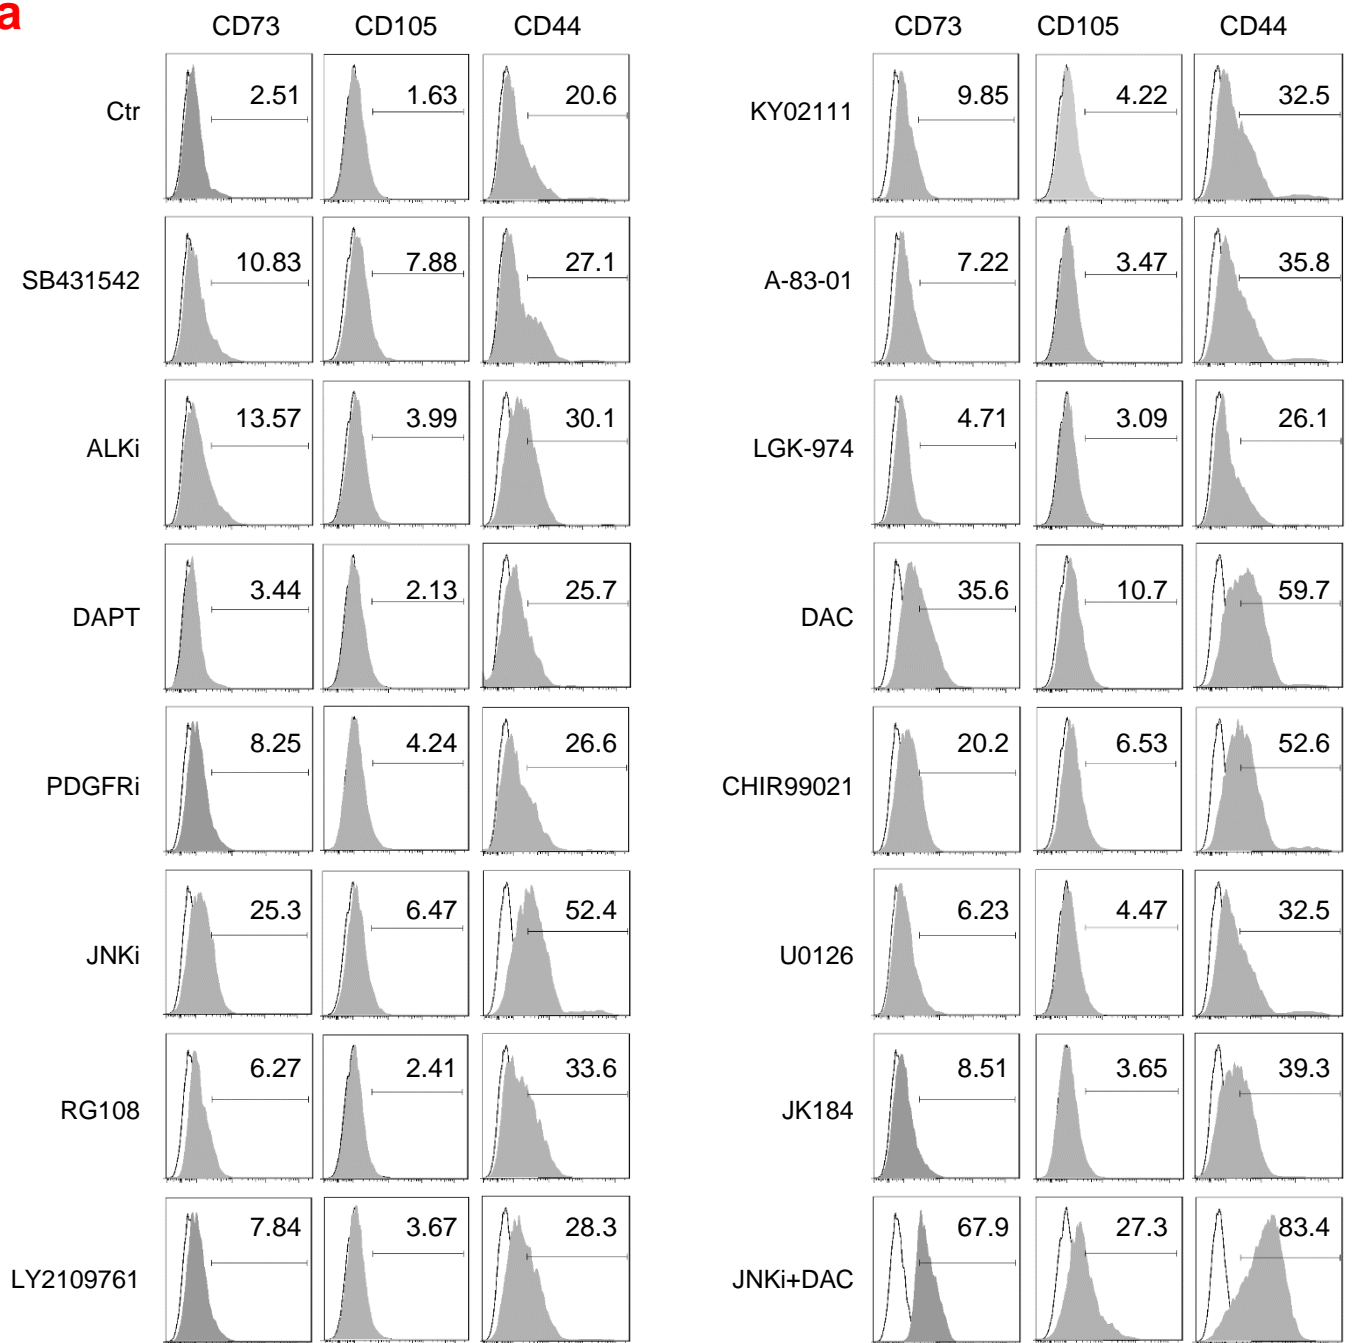 a
CD73 CD105 CD44 CD73 CD105 CD44
Ctr 2.51 1.63 20.6 KY02111 9.85 4.22 32.5
SB431542 10.83 7.88 27.1 A-83-01 7.22 3.47 35.8
ALKi 13.57 3.99 30.1 LGK-974 4.71 3.09 26.1
DAPT 3.44 2.13 25.7 DAC 35.6 10.7 59.7
PDGFRi 8.25 4.24 26.6 CHIR99021 20.2 6.53 52.6
JNKi 25.3 6.47 52.4 U0126 6.23 4.47 32.5
RG108 6.27 2.41 33.6 JK184 8.51 3.65 39.3
LY2109761 7.84 3.67 28.3 JNKi+DAC 67.9 27.3 83.4